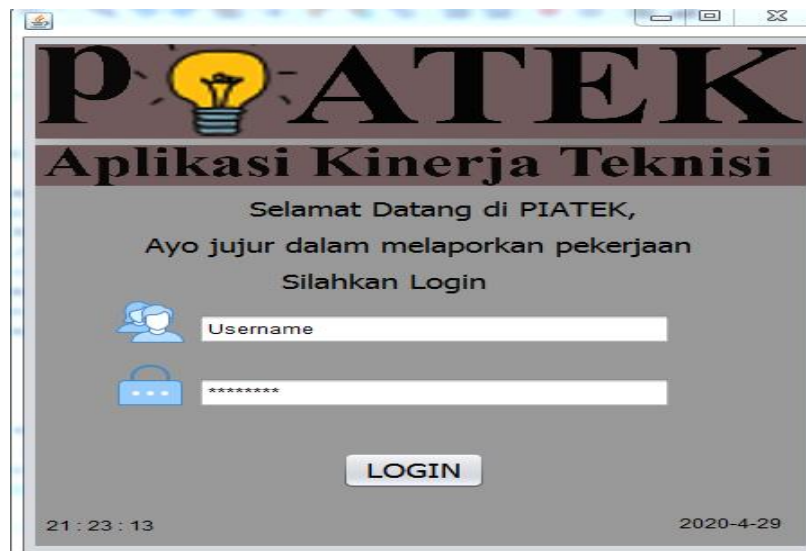 PIATEK
Aplikasi Kinerja Teknisi
Selamat Datang di PIATEK,
Ayo jujur dalam melaporkan pekerjaan
Silahkan Login
Username
********
LOGIN
21 : 23 : 13
2020-4-29